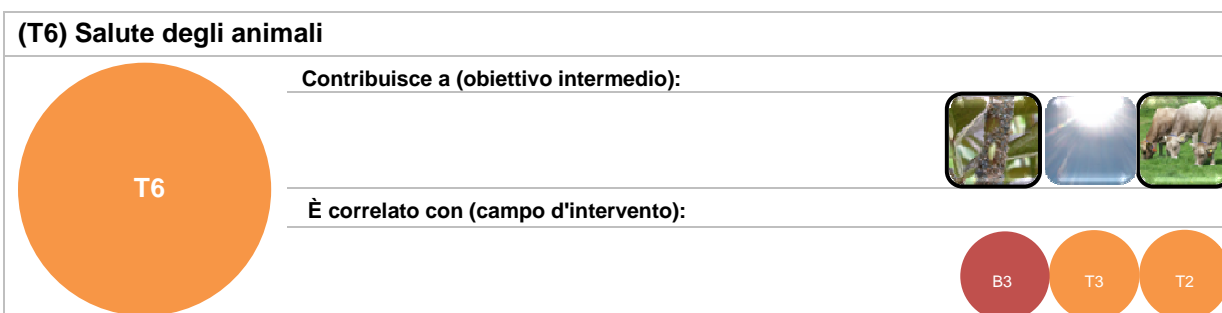 (T6) Salute degli animali
Contribuisce a (obiettivo intermedio):
T6
È correlato con (campo d'intervento):
B3 T3 T2